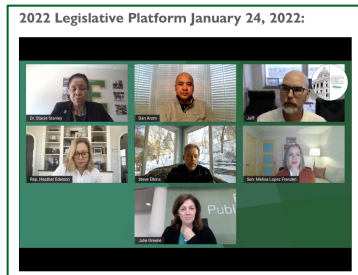 2022 Legislative Platform January 24, 2022:
Dr. Stacie Stanley
Dan Arom
Jeff
Rep. Heather Edelson
Steve Elkins
Sen. Melisa Lopez Franzen
Publ
Julie Greene